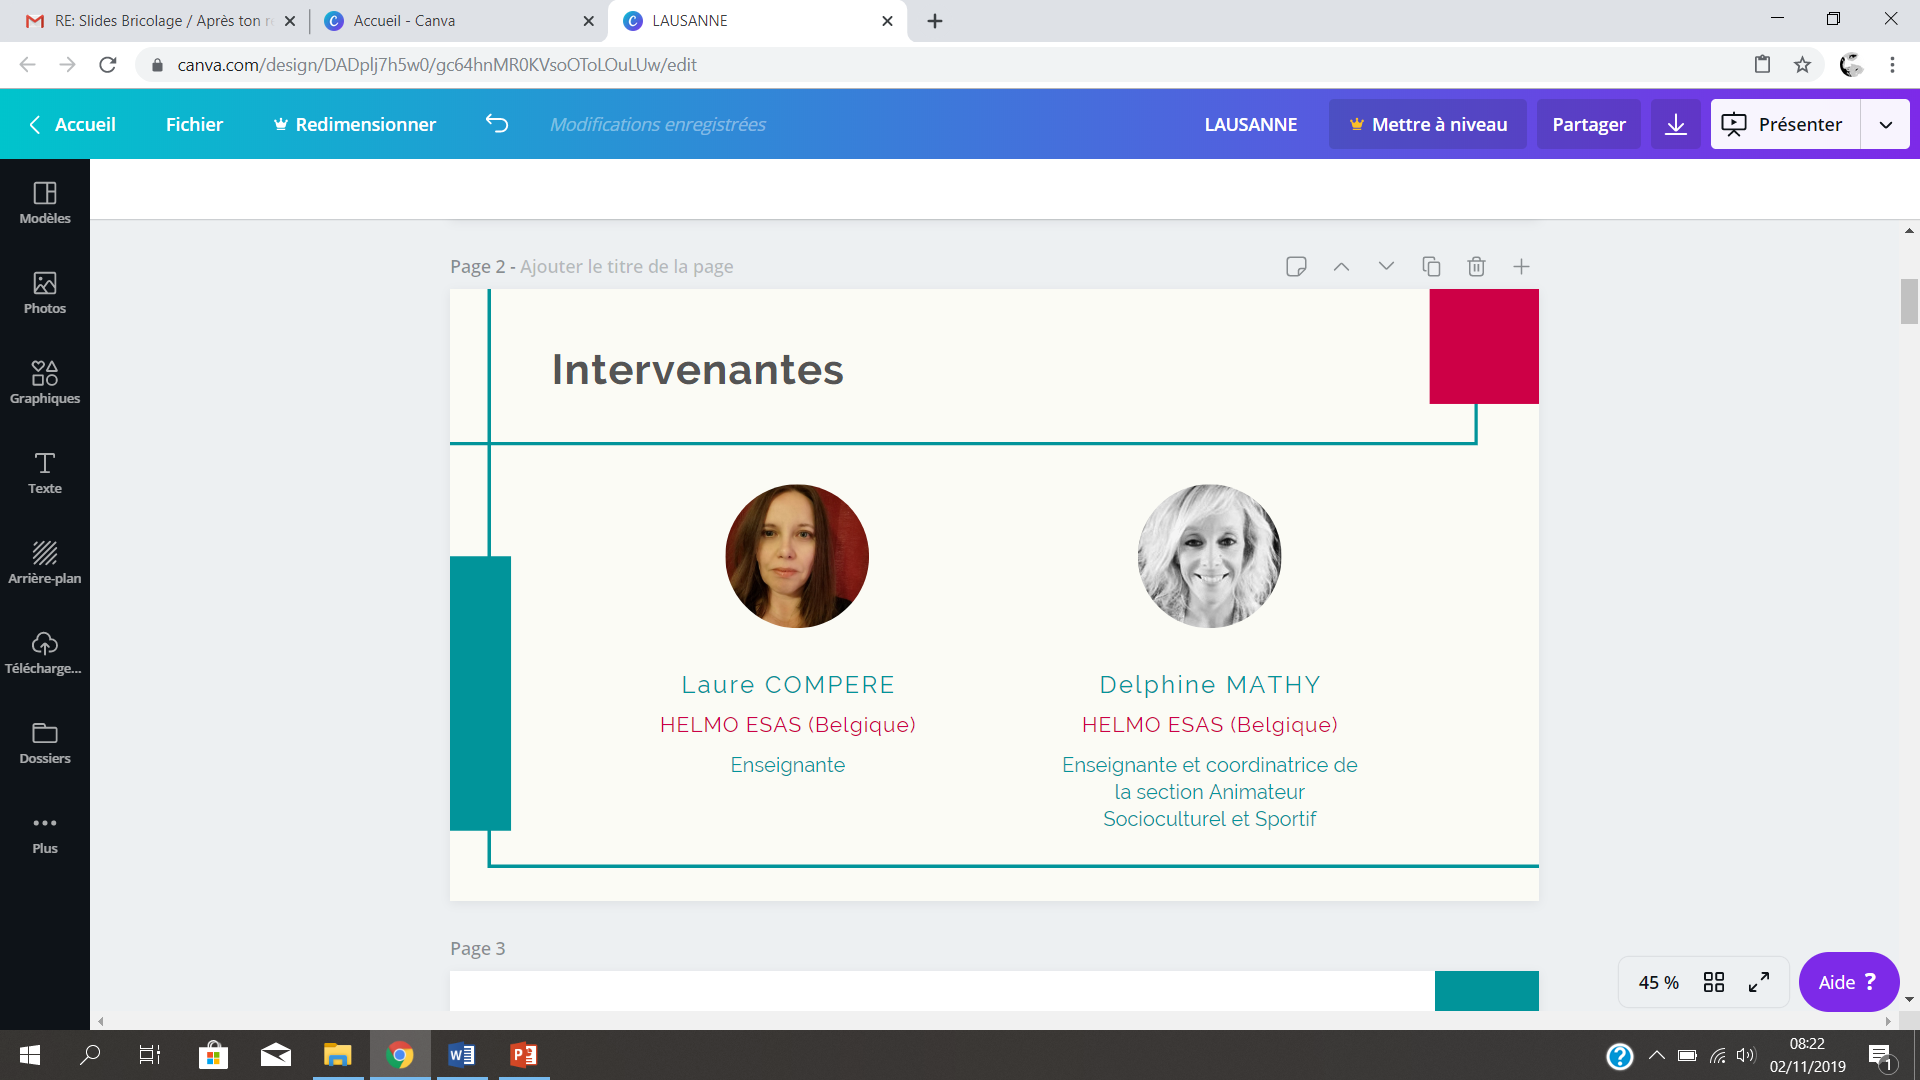 RE: Slides Bricolage / Après ton r
Accueil - Canva
LAUSANNE
canva.com/design/DADplj7h5w0/gc64hnMR0KVsoOToLOuLUw/edit
Accueil
Fichier
Redimensionner
Modifications enregistrées
LAUSANNE
Mettre à niveau
Partager
Présenter
Modèles
Photos
Graphiques
Texte
Arrière-plan
Télécharge...
Dossiers
Plus
Page 2 - Ajouter le titre de la page
Intervenantes
Laure COMPERE
HELMO ESAS (Belgique)
Enseignante
Delphine MATHY
HELMO ESAS (Belgique)
Enseignante et coordinatrice de
la section Animateur
Socioculturel et Sportif
Page 3
45 %
Aide ?
08:22
02/11/2019
1